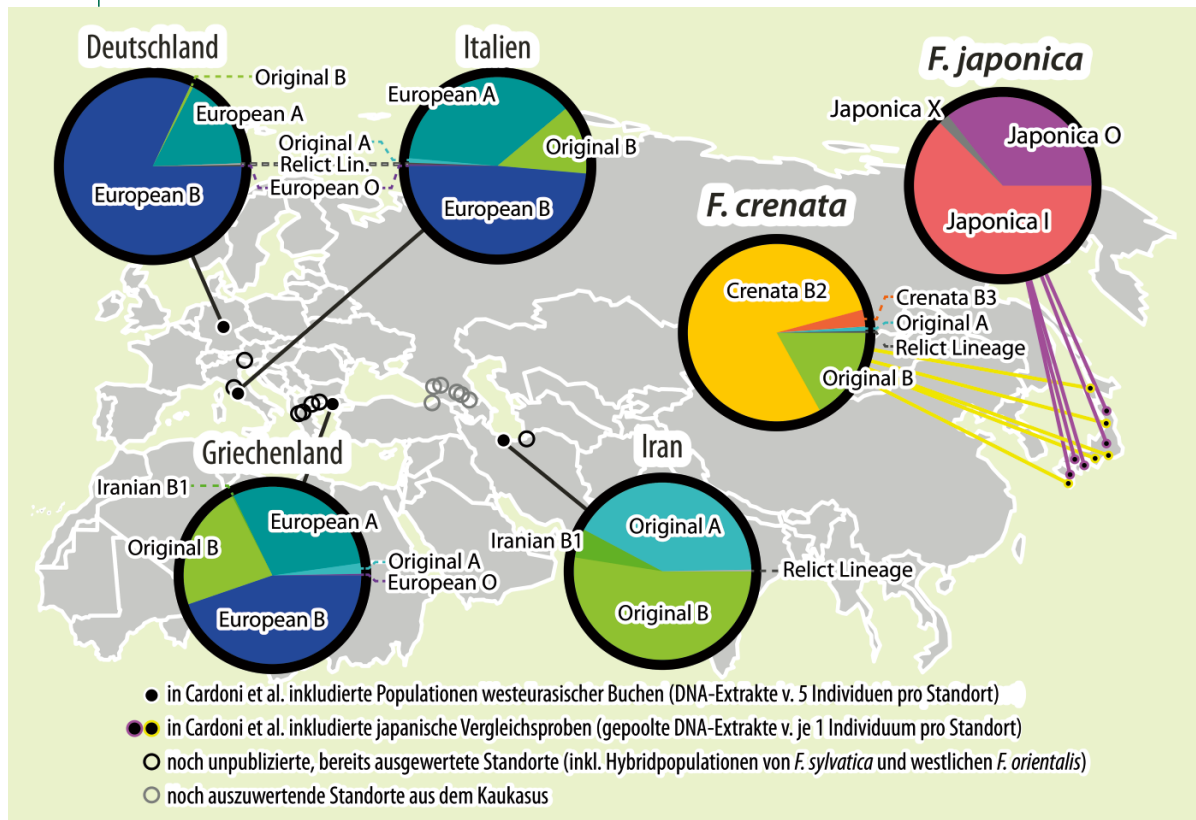 Deutschland
Original B
European A
European B
Italien
European A
Original B
European B
Original A
Relict Lin.
European O
F. japonica
Japonica X
Japonica O
Japonica I
F. crenata
Crenata B2
Crenata B3
Original A
Relict Lineage
Original B
Griechenland
Iranian B1
European A
Original B
Original A
European O
European B
Iran
Original A
Iranian B1
Relict Lineage
Original B
in Cardoni et al. inkludierte Populationen westeurasischer Buchen (DNA-Extrakte v. 5 Individuen pro Standort)
in Cardoni et al. inkludierte japanische Vergleichsproben (gepoolte DNA-Extrakte v. je 1 Individuum pro Standort)
noch unpublizierte, bereits ausgewertete Standorte (inkl. Hybridpopulationen von F. sylvatica und westlichen F. orientalis)
noch auszuwertende Standorte aus dem Kaukasus